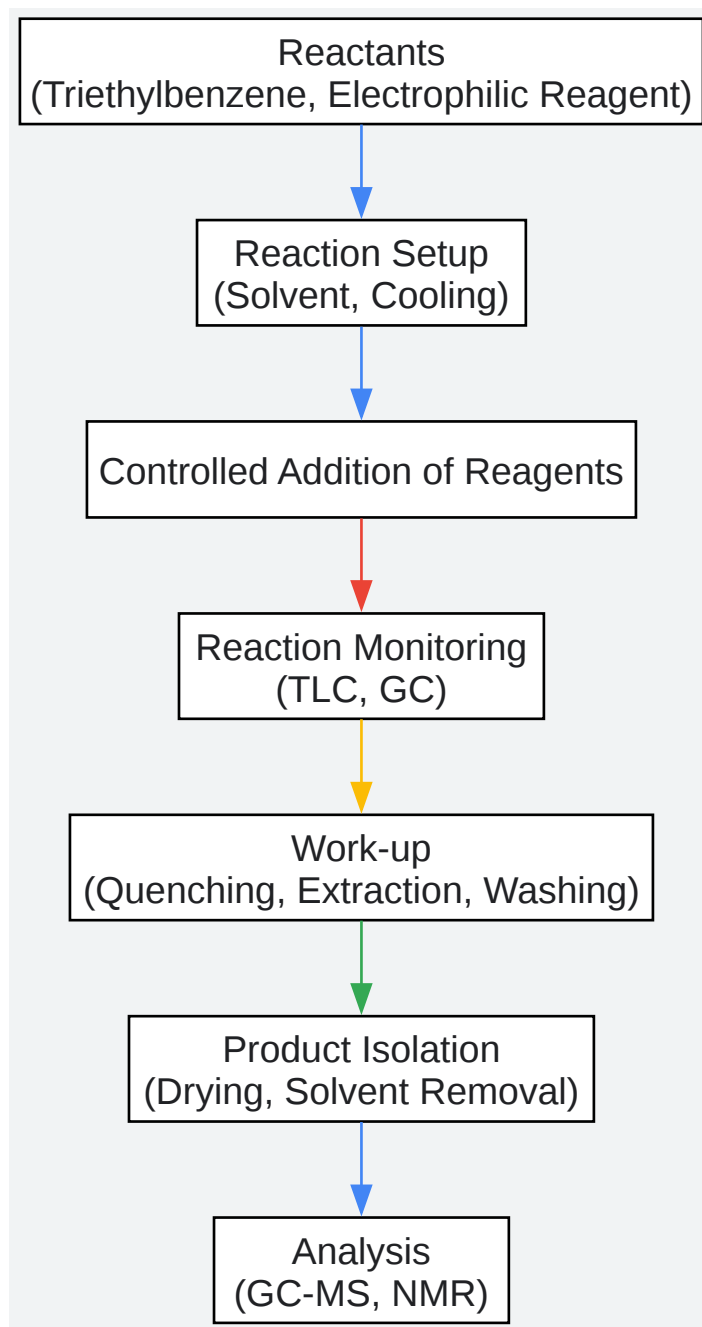 Reactants
(Triethylbenzene, Electrophilic Reagent)
Reaction Setup
(Solvent, Cooling)
Controlled Addition of Reagents
Reaction Monitoring
(TLC, GC)
Work-up
(Quenching, Extraction, Washing)
Product Isolation
(Drying, Solvent Removal)
Analysis
(GC-MS, NMR)